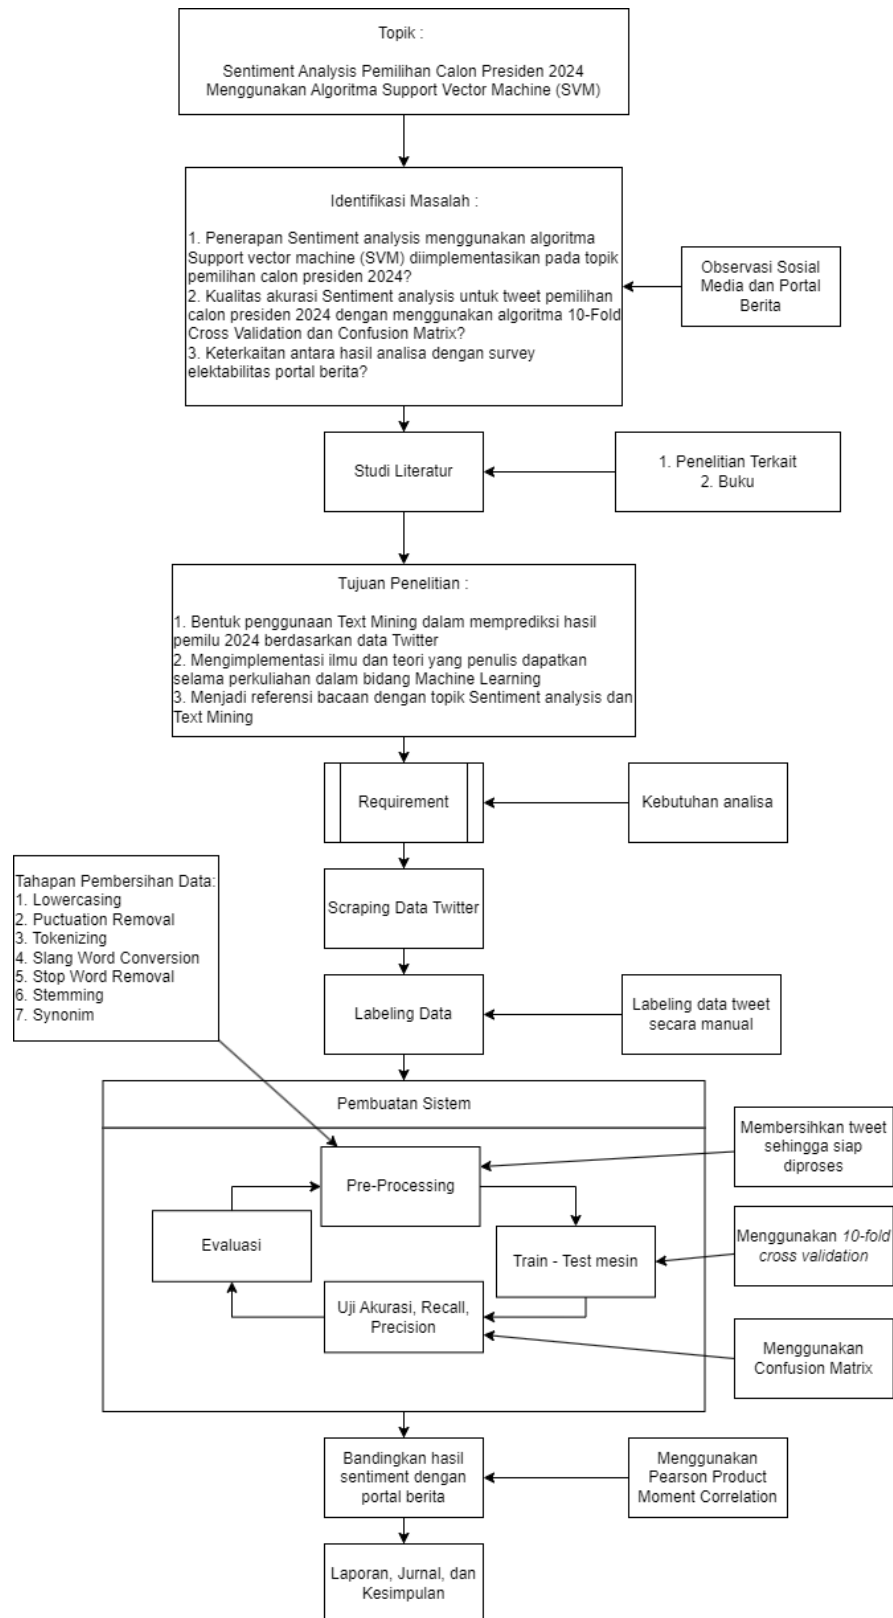 Topik :
Sentiment Analysis Pemilihan Calon Presiden 2024
Menggunakan Algoritma Support Vector Machine (SVM)
Identifikasi Masalah :
1. Penerapan Sentiment analysis menggunakan algoritma
Support vector machine (SVM) diimplementasikan pada topik
pemilihan calon presiden 2024?
2. Kualitas akurasi Sentiment analysis untuk tweet pemilihan
calon presiden 2024 dengan menggunakan algoritma 10-Fold
Cross Validation dan Confusion Matrix?
3. Keterkaitan antara hasil analisa dengan survey
elektabilitas portal berita?
Observasi Sosial
Media dan Portal
Berita
Studi Literatur
1. Penelitian Terkait
2. Buku
Tujuan Penelitian :
1. Bentuk penggunaan Text Mining dalam memprediksi hasil
pemilu 2024 berdasarkan data Twitter
2. Mengimplementasi ilmu dan teori yang penulis dapatkan
selama perkuliahan dalam bidang Machine Learning
3. Menjadi referensi bacaan dengan topik Sentiment analysis dan
Text Mining
Requirement
Kebutuhan analisa
Tahapan Pembersihan Data:
1. Lowercasing
2. Puctuation Removal
3. Tokenizing
4. Slang Word Conversion
5. Stop Word Removal
6. Stemming
7. Synonim
Scraping Data Twitter
Labeling Data
Labeling data tweet
secara manual
Pembuatan Sistem
Pre-Processing
Membersihkan tweet
sehingga siap
diproses
Evaluasi
Train - Test mesin
Menggunakan 10-fold
cross validation
Uji Akurasi, Recall,
Precision
Menggunakan
Confusion Matrix
Bandingkan hasil
sentiment dengan
portal berita
Menggunakan
Pearson Product
Moment Correlation
Laporan, Jurnal, dan
Kesimpulan